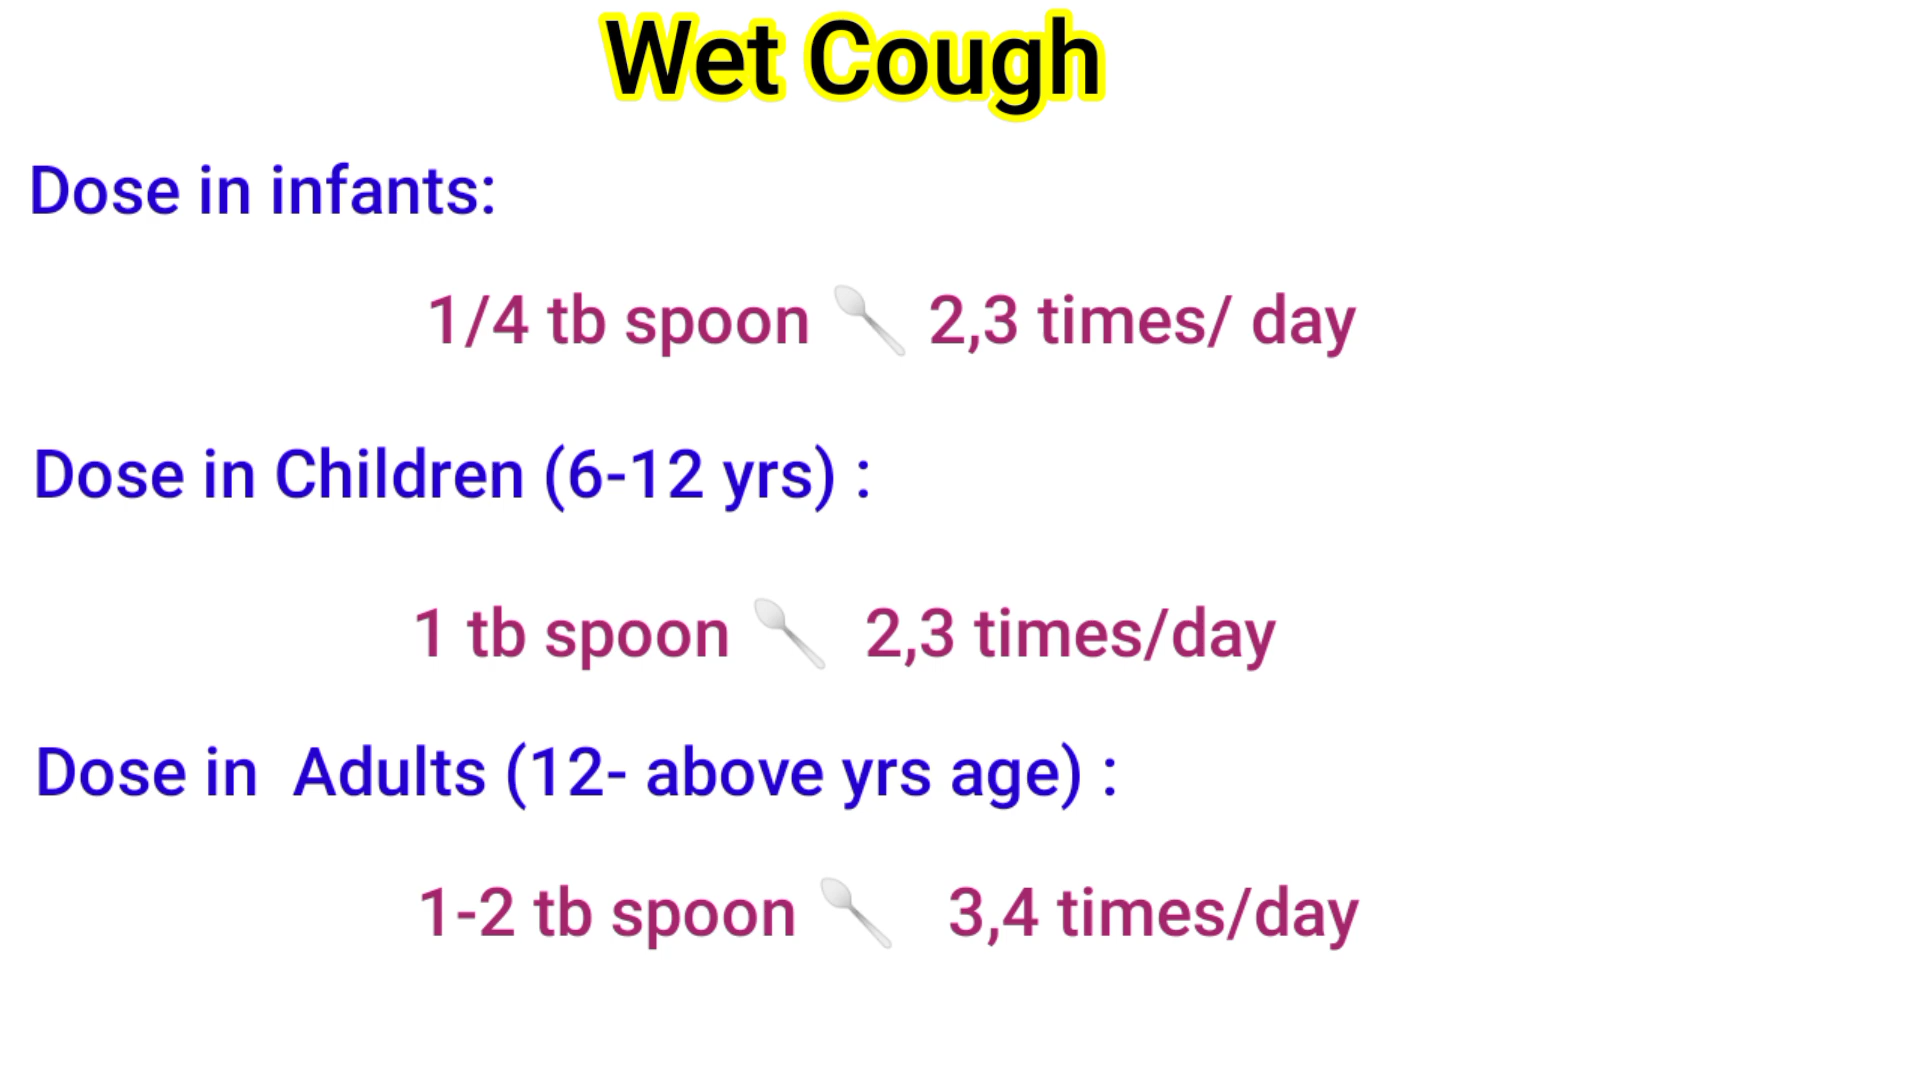 Wet Cough
Dose in infants:
1/4 tb spoon 2,3 times/ day
Dose in Children (6-12 yrs) :
1 tb spoon 2,3 times/day
Dose in Adults (12- above yrs age) :
1-2 tb spoon 3,4 times/day